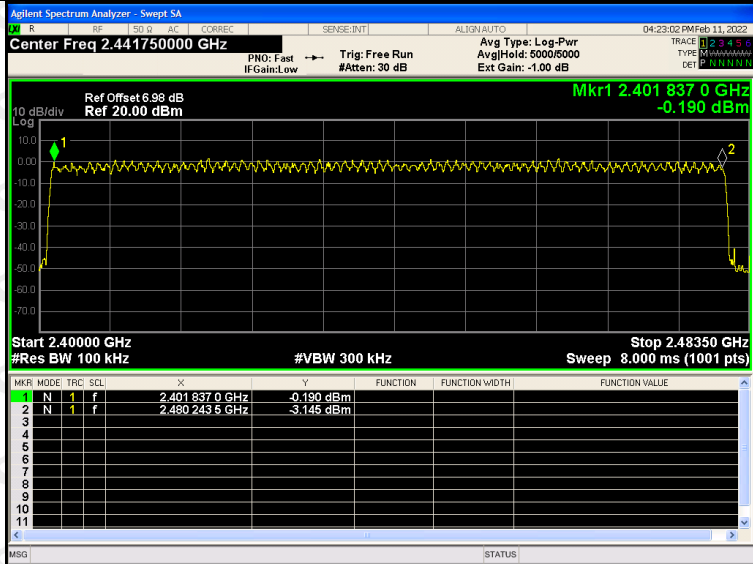 Agilent Spectrum Analyzer - Swept SA
LXI R RF 50 Ω AC CORREC SENSE:INT ALIGN AUTO 04:23:02 PM Feb 11, 2022
Center Freq 2.441750000 GHz
PNO: Fast
IFGain:Low
Trig: Free Run
#Atten: 30 dB
Avg Type: Log-Pwr
Avg|Hold: 5000/5000
Ext Gain: -1.00 dB
TRACE 1 2 3 4 5 6
TYPE M
DET P N N N N N
Mkr1 2.401 837 0 GHz
-0.190 dBm
Ref Offset 6.98 dB
10 dB/div Ref 20.00 dBm
Log
1
2
10.0
0.00
-10.0
-20.0
-30.0
-40.0
-50.0
-60.0
-70.0
Start 2.40000 GHz Stop 2.48350 GHz
#Res BW 100 kHz #VBW 300 kHz Sweep 8.000 ms (1001 pts)
MKR MODE TRC SCL X Y FUNCTION FUNCTION WIDTH FUNCTION VALUE
1 N 1 f 2.401 837 0 GHz -0.190 dBm
2 N 1 f 2.480 243 5 GHz -3.145 dBm
3
4
5
6
7
8
9
10
11
MSG STATUS